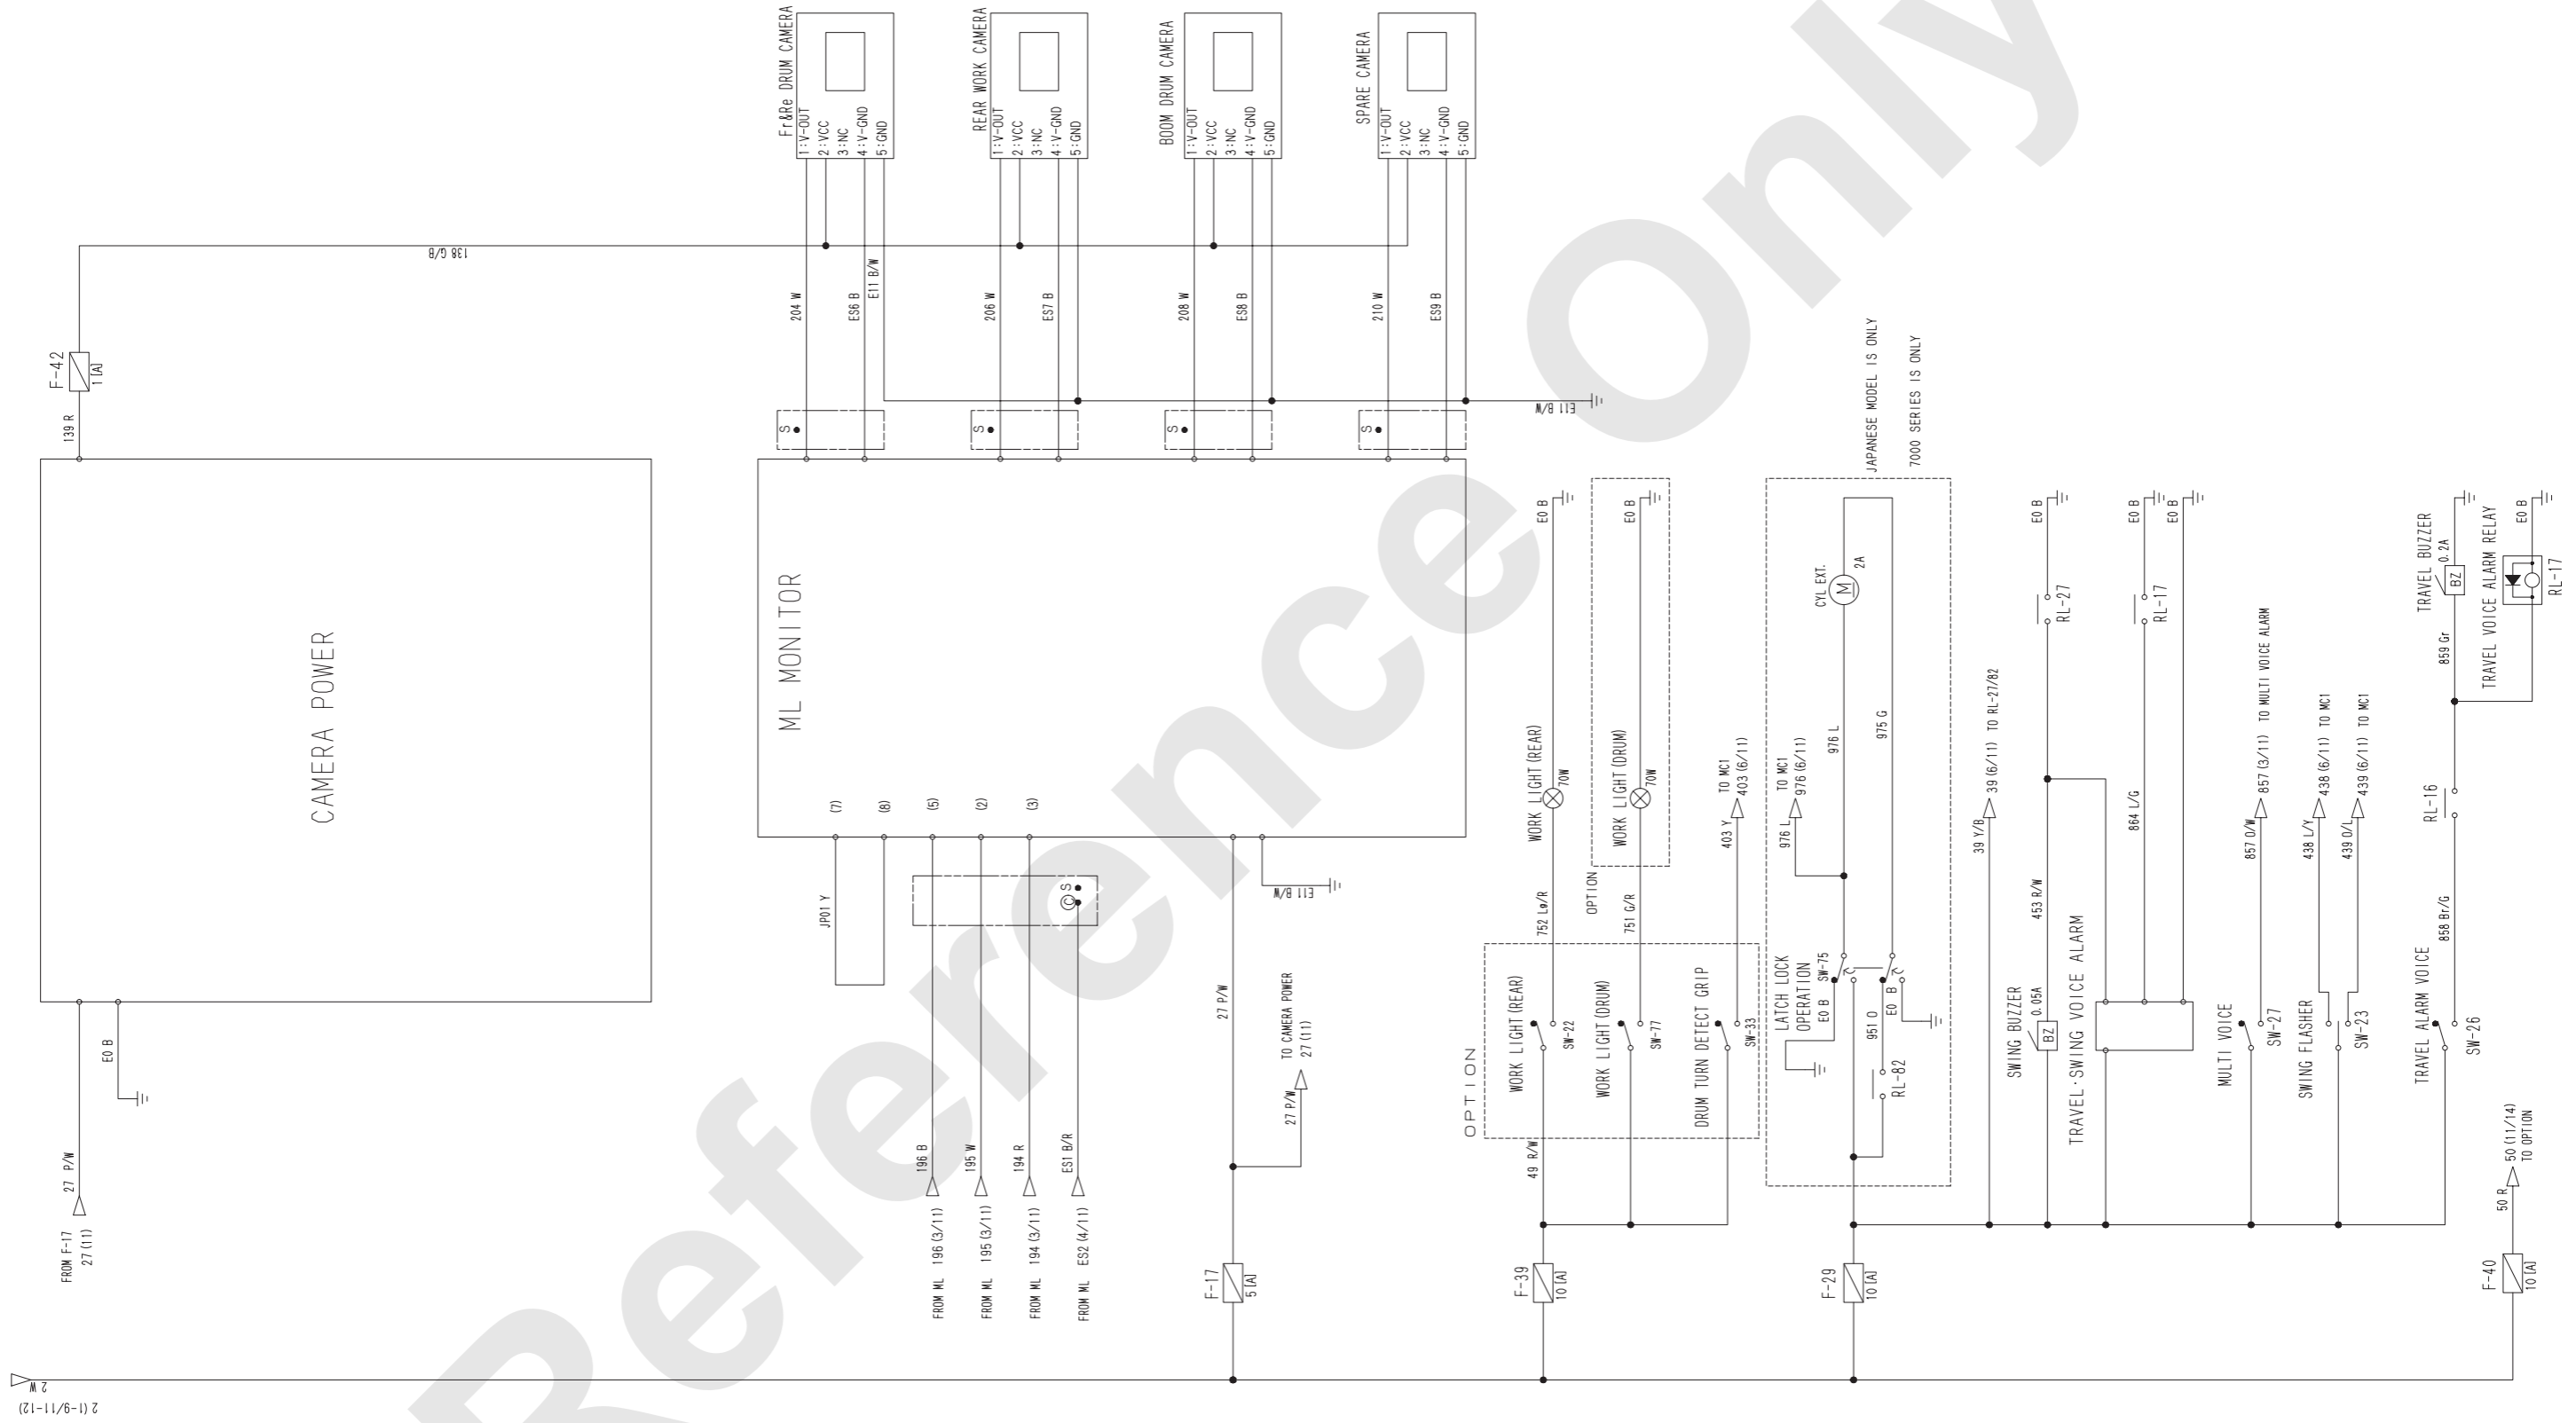 Reference Only
Fr&Re DRUM CAMERA
1:V-OUT
2:VCC
3:NC
4:V-GND
5:GND
REAR WORK CAMERA
1:V-OUT
2:VCC
3:NC
4:V-GND
5:GND
BOOM DRUM CAMERA
1:V-OUT
2:VCC
3:NC
4:V-GND
5:GND
SPARE CAMERA
1:V-OUT
2:VCC
3:NC
4:V-GND
5:GND
138 G/B
F-42
1[A]
139 R
204 W
ES6 B
E11 B/W
206 W
ES7 B
208 W
ES8 B
210 W
ES9 B
E11 B/W
S
S
S
S
CAMERA POWER
E0 B
27 P/W
FROM F-17
27 (11)
ML MONITOR
(7)
(8)
(5)
(2)
(3)
JP01 Y
C S
E11 B/W
196 B
195 W
194 R
ES1 B/R
FROM ML 196 (3/11)
FROM ML 195 (3/11)
FROM ML 194 (3/11)
FROM ML ES2 (4/11)
27 P/W
27 P/W
TO CAMERA POWER
27 (11)
F-17
5[A]
WORK LIGHT(REAR)
70W
E0 B
752 Lg/R
OPTION
WORK LIGHT(DRUM)
70W
E0 B
751 G/R
TO MC1
403 (6/11)
403 Y
OPTION
WORK LIGHT(REAR)
SW-22
WORK LIGHT(DRUM)
SW-77
DRUM TURN DETECT GRIP
SW-33
49 R/W
F-39
10[A]
JAPANESE MODEL IS ONLY
7000 SERIES IS ONLY
CYL EXT.
M
2A
976 L
975 G
TO MC1
976 (6/11)
976 L
LATCH LOCK
OPERATION
SW-75
E0 B
E0 B
951 O
RL-82
F-29
10[A]
39 Y/B
39 (6/11) TO RL-27/82
E0 B
RL-27
453 R/W
SWING BUZZER
0.05A
BZ
E0 B
E0 B
RL-17
864 L/G
TRAVEL·SWING VOICE ALARM
857 (3/11) TO MULTI VOICE ALARM
857 O/W
MULTI VOICE
SW-27
438 (6/11) TO MC1
438 L/Y
439 (6/11) TO MC1
439 O/L
SWING FLASHER
SW-23
TRAVEL BUZZER
0.2A
BZ
859 Gr
TRAVEL VOICE ALARM RELAY
E0 B
RL-17
RL-16
858 Br/G
TRAVEL ALARM VOICE
SW-26
50 R
50 (11/14)
TO OPTION
F-40
10[A]
2 W
2 (1-9/11-12)